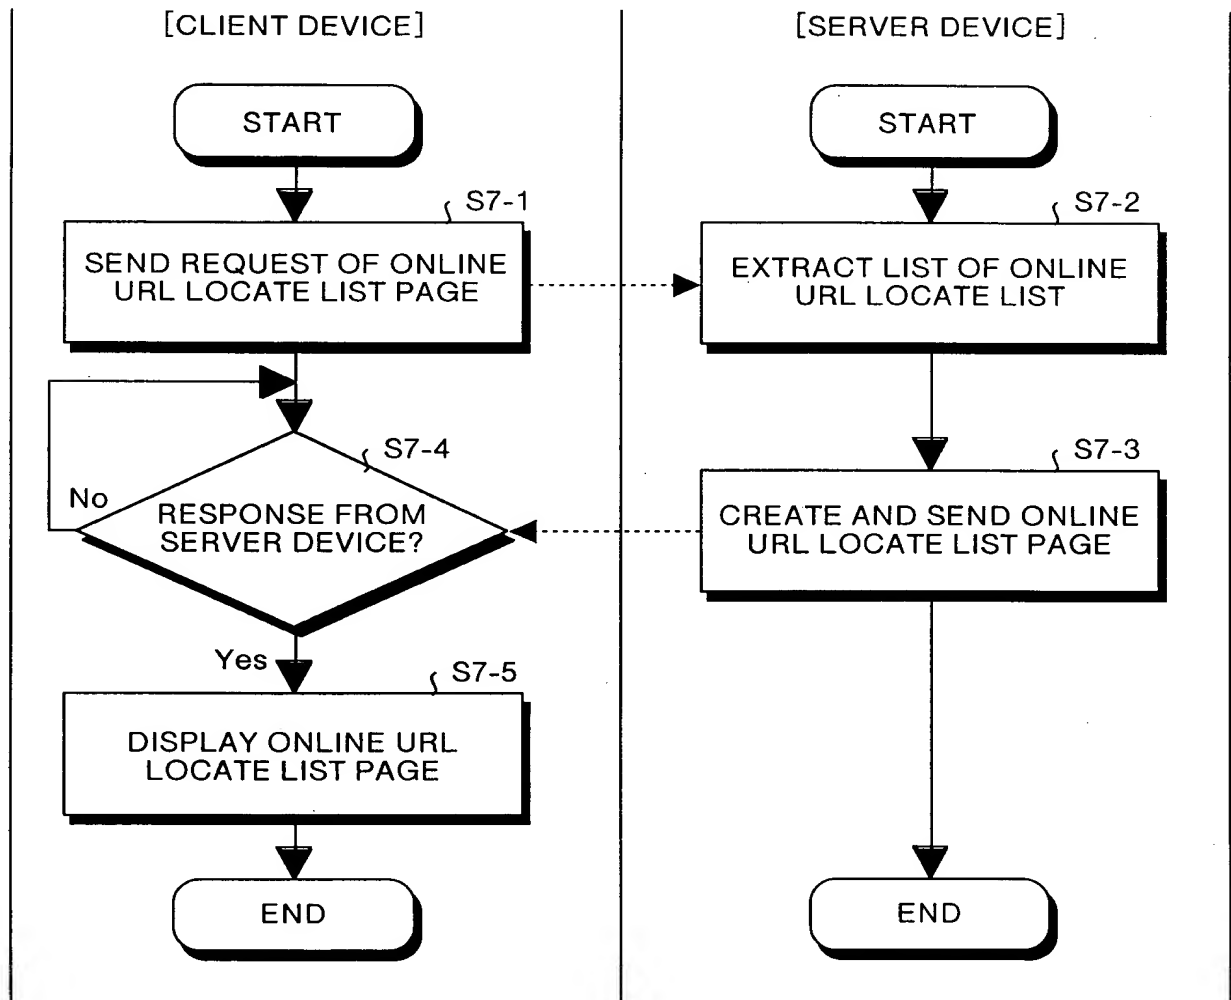 [CLIENT DEVICE]
START
S7-1
SEND REQUEST OF ONLINE
URL LOCATE LIST PAGE
S7-4
No
RESPONSE FROM
SERVER DEVICE?
Yes
S7-5
DISPLAY ONLINE URL
LOCATE LIST PAGE
END
[SERVER DEVICE]
START
S7-2
EXTRACT LIST OF ONLINE
URL LOCATE LIST
S7-3
CREATE AND SEND ONLINE
URL LOCATE LIST PAGE
END